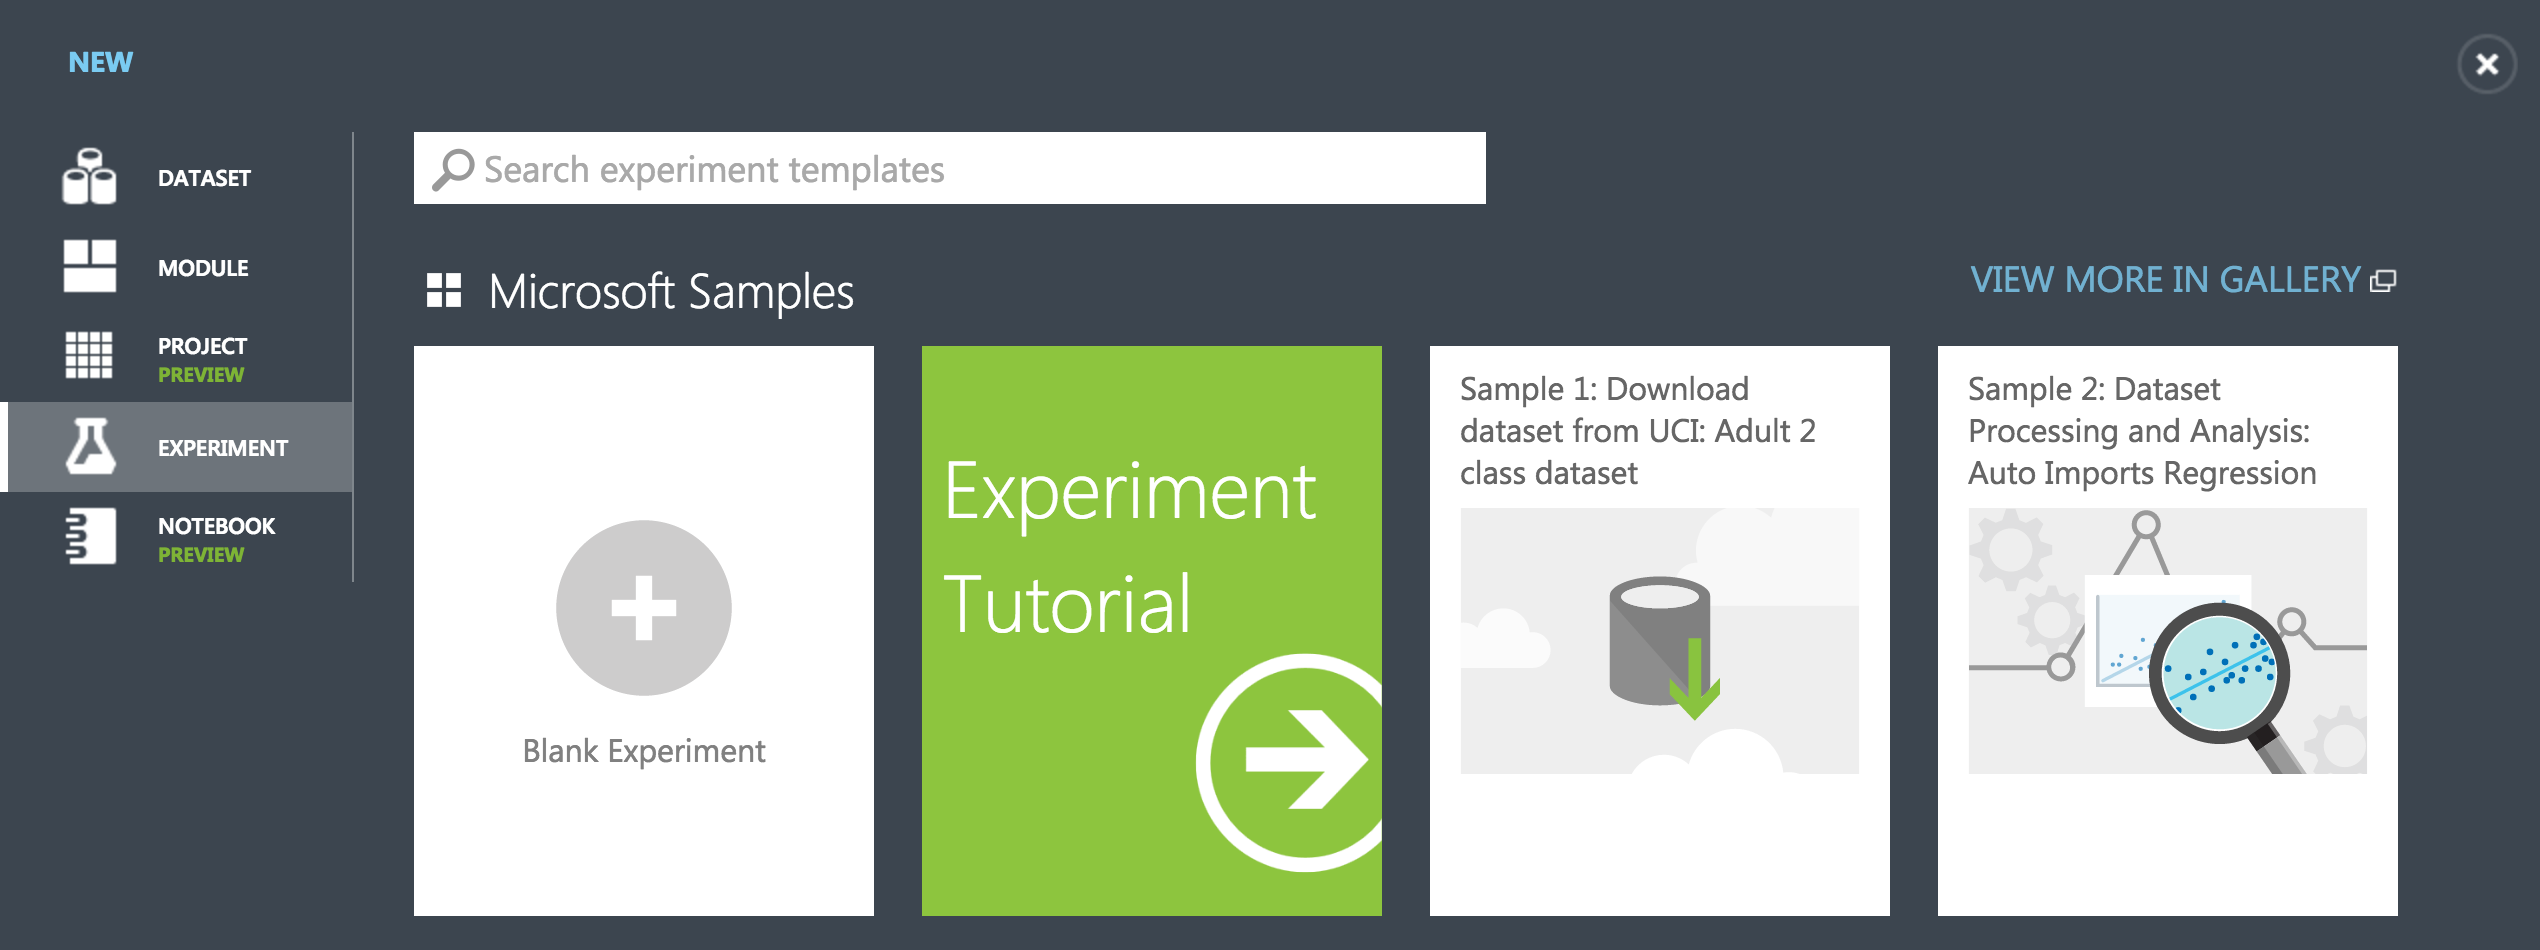 NEW
DATASET
MODULE
PROJECT
PREVIEW
EXPERIMENT
NOTEBOOK
PREVIEW
Search experiment templates
Microsoft Samples
VIEW MORE IN GALLERY
Blank Experiment
Experiment
Tutorial
Sample 1: Download
dataset from UCI: Adult 2
class dataset
Sample 2: Dataset
Processing and Analysis:
Auto Imports Regression